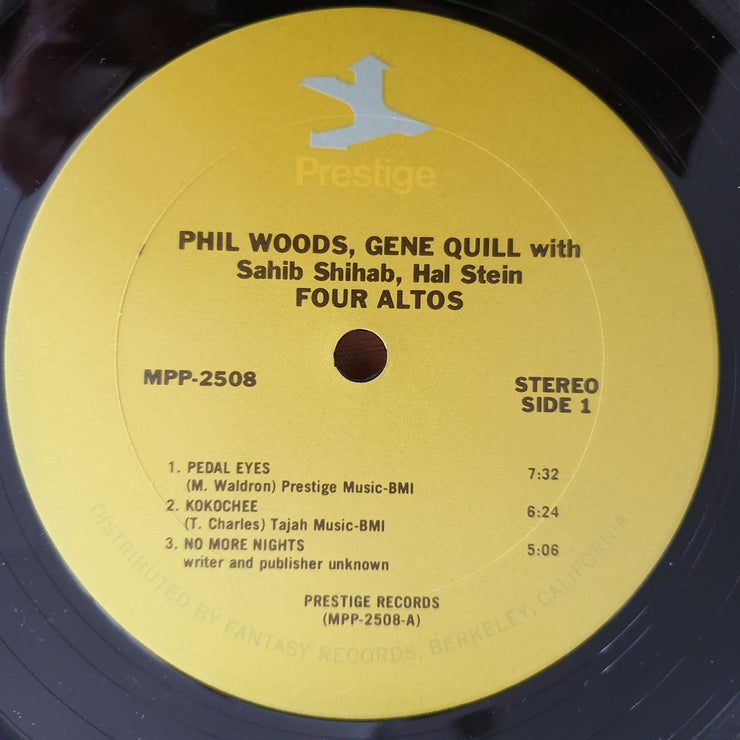 Prestige
PHIL WOODS, GENE QUILL with
Sahib Shihab, Hal Stein
FOUR ALTOS
MPP-2508
STEREO
SIDE 1
1. PEDAL EYES 7:32
(M. Waldron) Prestige Music-BMI
2. KOKOCHEE 6:24
(T. Charles) Tajah Music-BMI
3. NO MORE NIGHTS 5:06
writer and publisher unknown
PRESTIGE RECORDS
(MPP-2508-A)
DISTRIBUTED BY FANTASY RECORDS, BERKELEY, CALIFORNIA